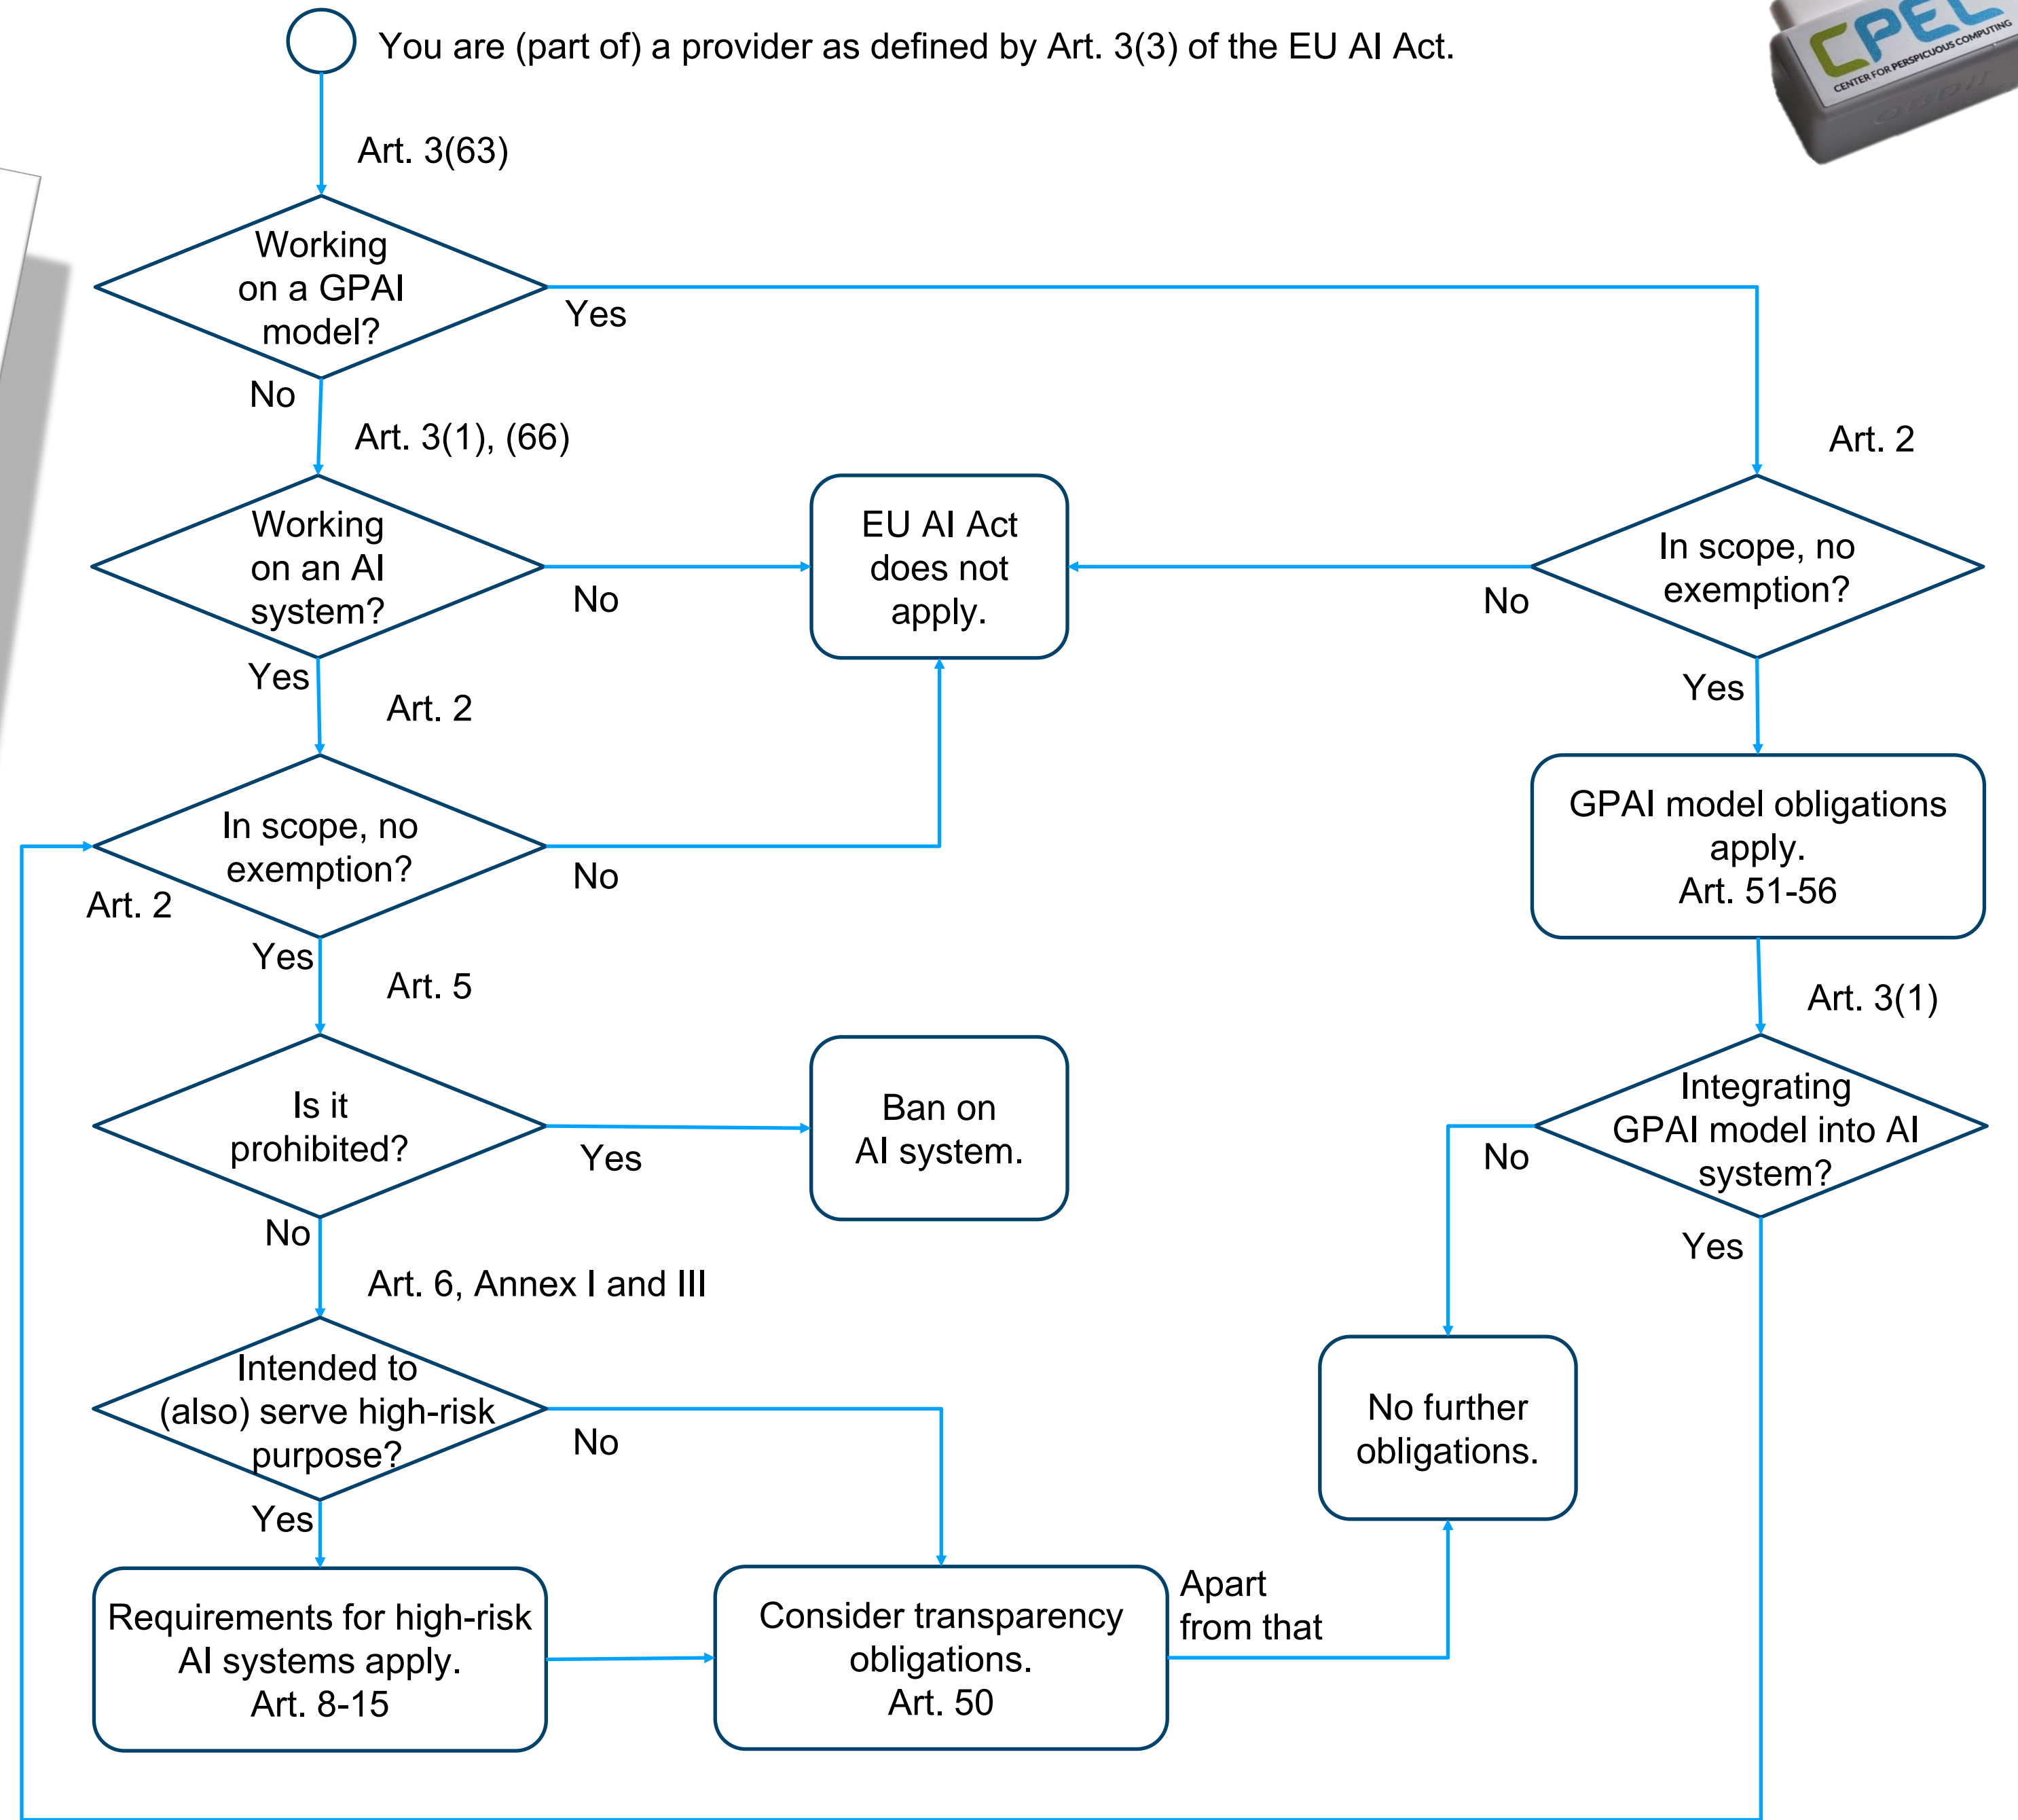 You are (part of) a provider as defined by Art. 3(3) of the EU AI Act.
CPEC
CENTER FOR PERSPICUOUS COMPUTING
Art. 3(63)
Working
on a GPAI
model?
Yes
No
Art. 3(1), (66)
Art. 2
Working
on an AI
system?
No
EU AI Act
does not
apply.
In scope, no
exemption?
No
Yes
Yes
Art. 2
In scope, no
exemption?
No
Art. 2
GPAI model obligations
apply.
Art. 51-56
Yes
Art. 5
Art. 3(1)
Is it
prohibited?
Yes
Ban on
AI system.
Integrating
GPAI model into AI
system?
No
Yes
No
Art. 6, Annex I and III
Intended to
(also) serve high-risk
purpose?
No
No further
obligations.
Yes
Requirements for high-risk
AI systems apply.
Art. 8-15
Consider transparency
obligations.
Art. 50
Apart
from that